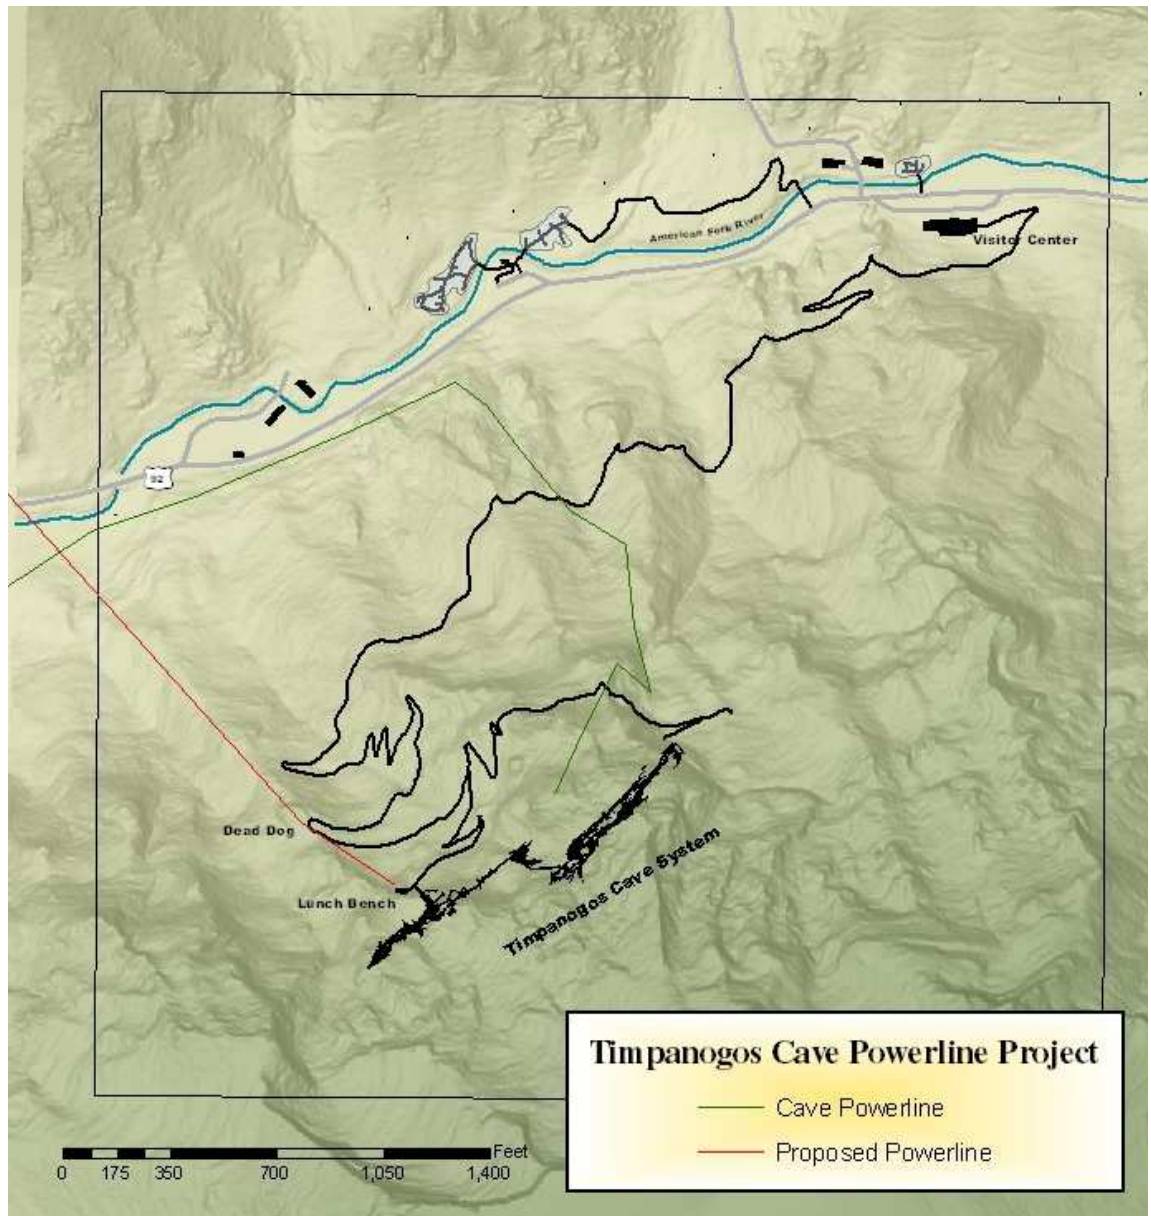 American Fork River
Visitor Center
92
Dead Dog
Lunch Bench
Timpanogos Cave System
Timpanogos Cave Powerline Project
Cave Powerline
Proposed Powerline
Feet
0 175 350 700 1,050 1,400